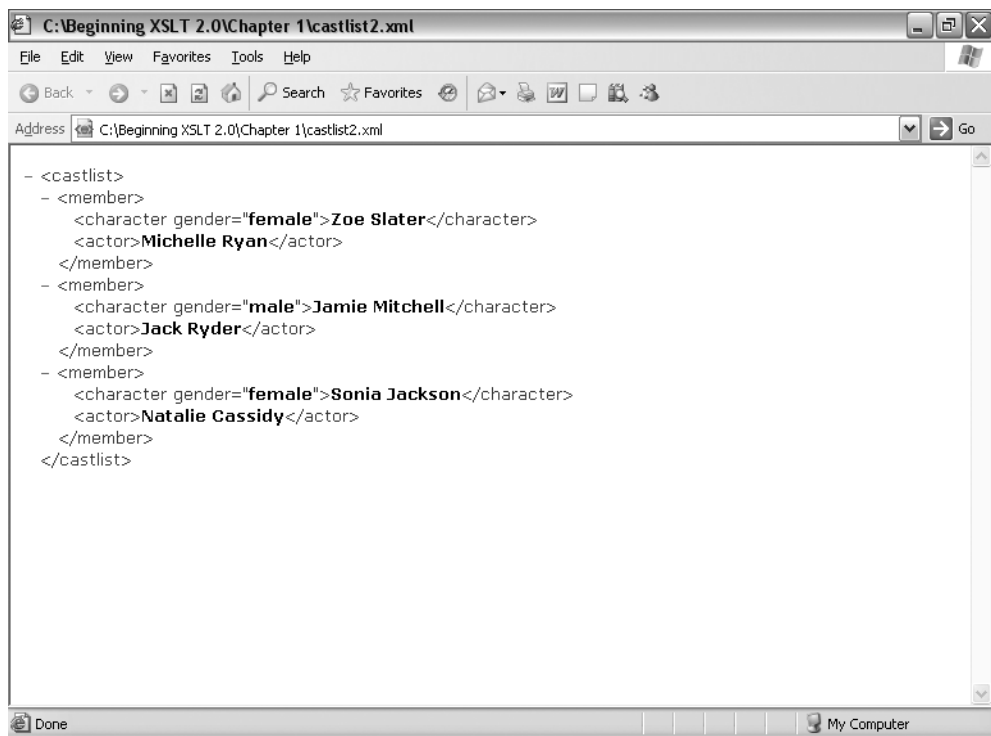 C:\Beginning XSLT 2.0\Chapter 1\castlist2.xml
File Edit View Favorites Tools Help
Back Search Favorites
Address C:\Beginning XSLT 2.0\Chapter 1\castlist2.xml Go
- <castlist>
- <member>
<character gender="female">Zoe Slater</character>
<actor>Michelle Ryan</actor>
</member>
- <member>
<character gender="male">Jamie Mitchell</character>
<actor>Jack Ryder</actor>
</member>
- <member>
<character gender="female">Sonia Jackson</character>
<actor>Natalie Cassidy</actor>
</member>
</castlist>
Done My Computer